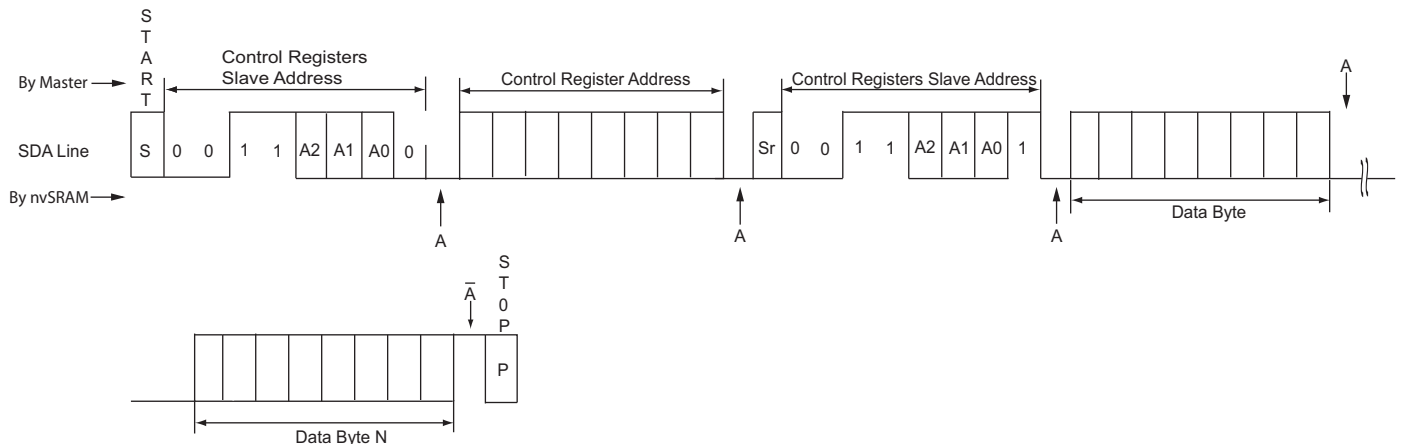 START
Control Registers
Slave Address
By Master
Control Register Address
Control Registers Slave Address
A
SDA Line
S 0 0 1 1 A2 A1 A0 0 Sr 0 0 1 1 A2 A1 A0 1
By nvSRAM
A
A
A
Data Byte
ST0P
A̅
P
Data Byte N